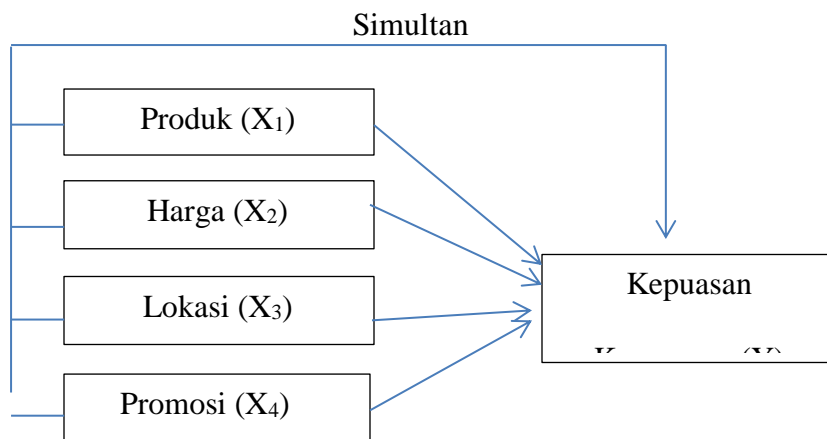 Simultan
Produk (X₁)
Harga (X₂)
Lokasi (X₃)
Promosi (X₄)
Kepuasan